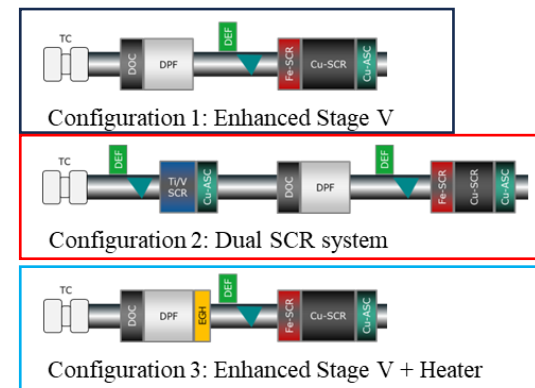 TC
DEF
DOC
DPF
Fe-SCR
Cu-SCR
Cu-ASC
Configuration 1: Enhanced Stage V
TC
DEF
Ti/V
SCR
Cu-ASC
DOC
DPF
DEF
Fe-SCR
Cu-SCR
Cu-ASC
Configuration 2: Dual SCR system
TC
DOC
DPF
EGH
DEF
Fe-SCR
Cu-SCR
Cu-ASC
Configuration 3: Enhanced Stage V + Heater